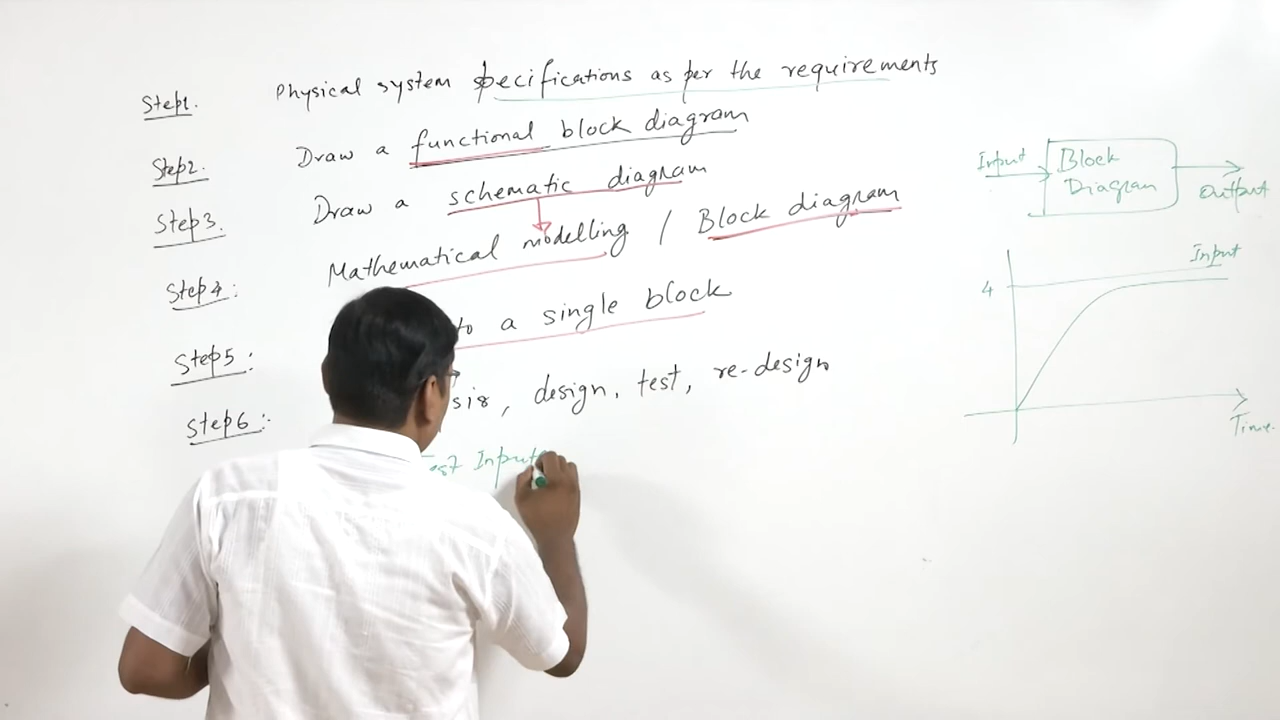 Step1. Physical system specifications as per the requirements
Step2. Draw a functional block diagram
Step3. Draw a schematic diagram
Step4: Mathematical modelling / Block diagram
Step5: to a single block
Step6: design, test, re-design
Input
Block
Diagram
Output
Input
4
Time.